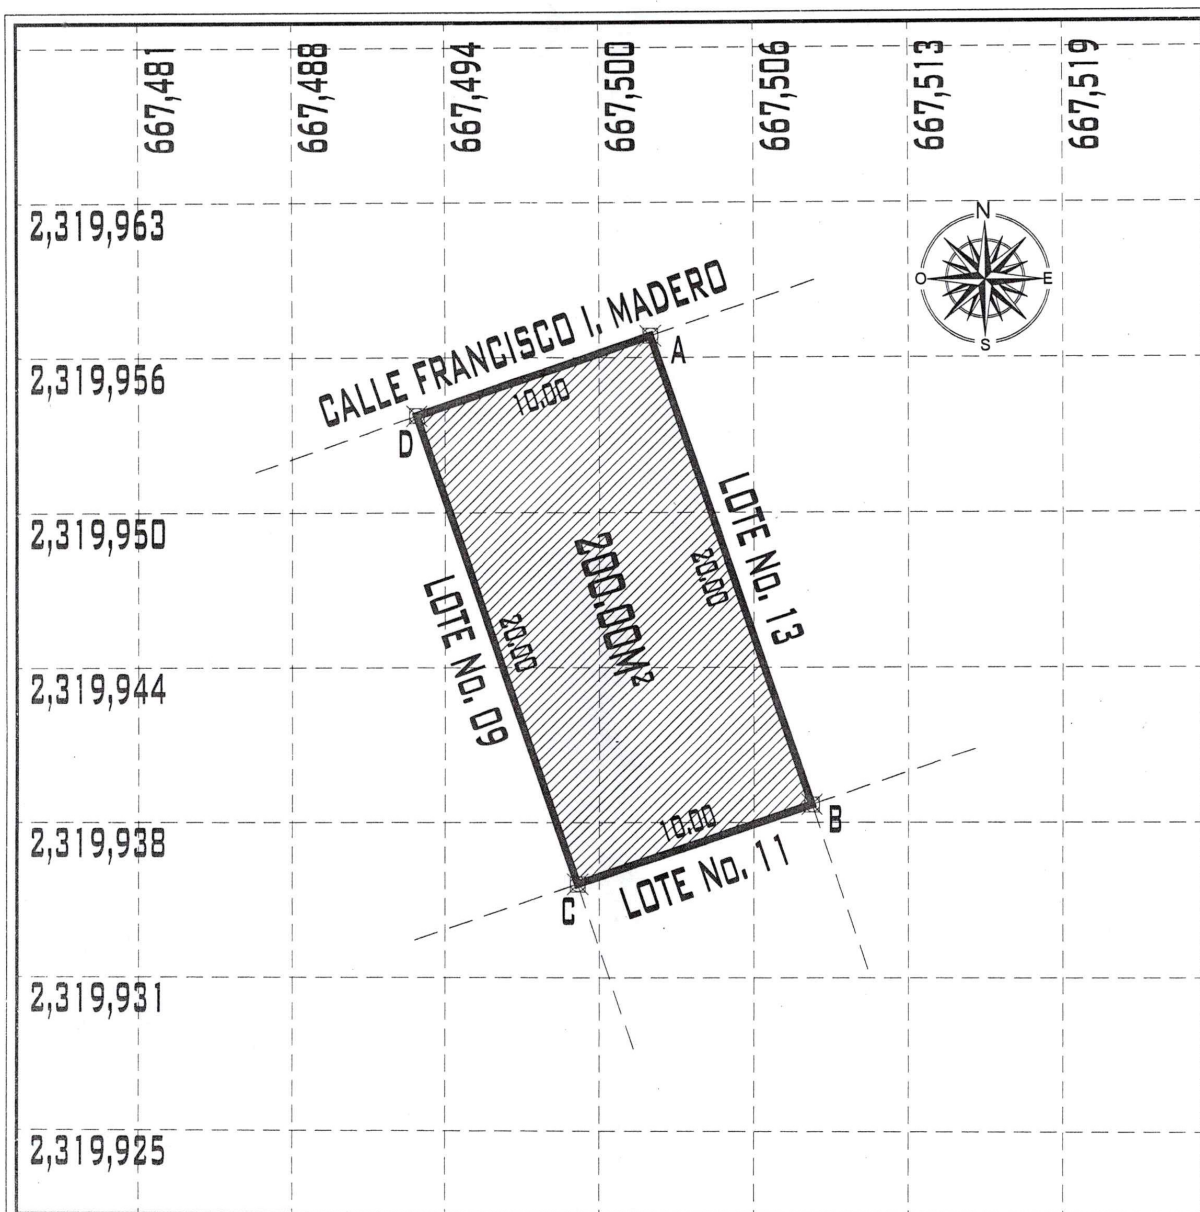 667,481
667,488
667,494
667,500
667,506
667,513
667,519
2,319,963
N
O
E
S
CALLE FRANCISCO I. MADERO
A
2,319,956
10.00
D
LOTE No. 13
2,319,950
200.00M²
20.00
LOTE No. 09
20.00
2,319,944
2,319,938
10.00
B
LOTE No. 11
C
2,319,931
2,319,925